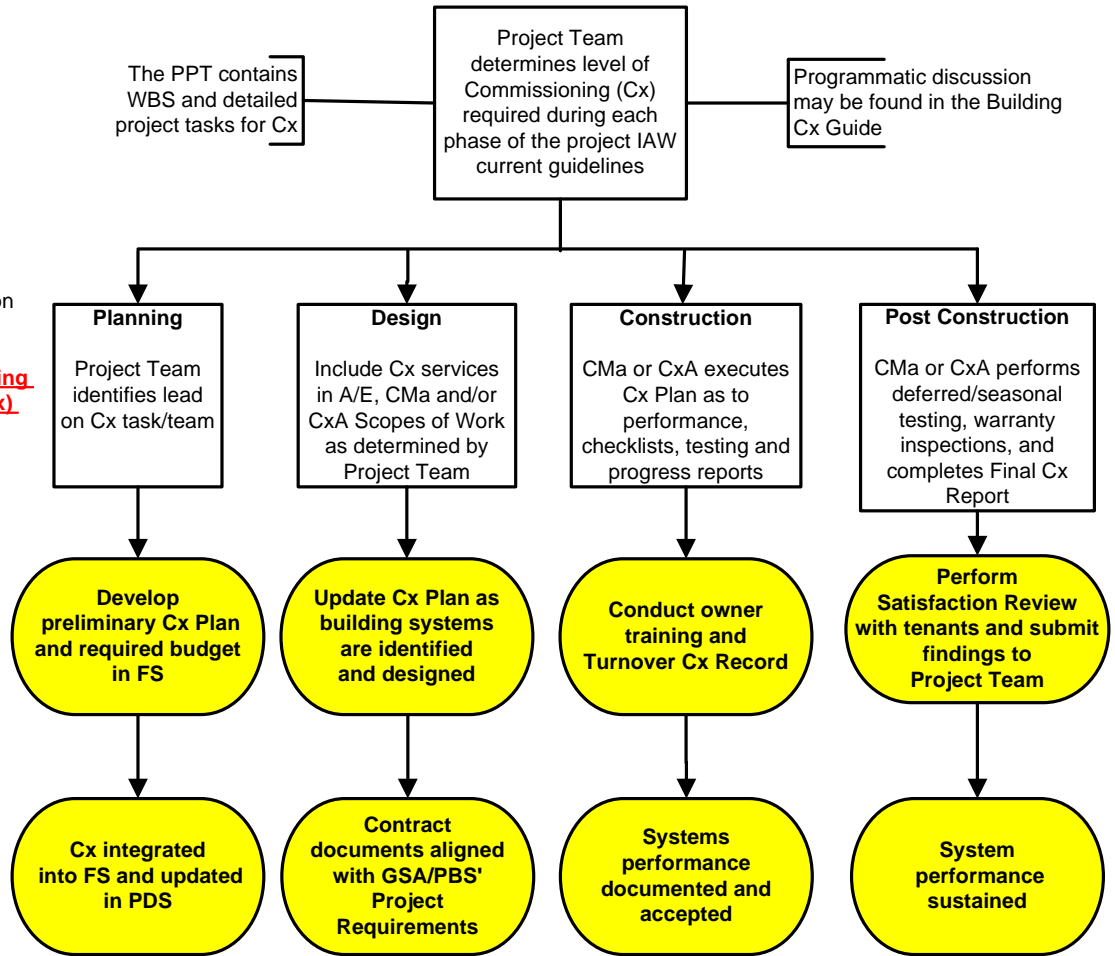 Project Team
determines level of
Commissioning (Cx)
required during each
phase of the project IAW
current guidelines
The PPT contains
WBS and detailed
project tasks for Cx
Programmatic discussion
may be found in the Building
Cx Guide
Planning
Project Team
identifies lead
on Cx task/team
Design
Include Cx services
in A/E, CMa and/or
CxA Scopes of Work
as determined by
Project Team
Construction
CMa or CxA executes
Cx Plan as to
performance,
checklists, testing and
progress reports
Post Construction
CMa or CxA performs
deferred/seasonal
testing, warranty
inspections, and
completes Final Cx
Report
Develop
preliminary Cx Plan
and required budget
in FS
Update Cx Plan as
building systems
are identified
and designed
Conduct owner
training and
Turnover Cx Record
Perform
Satisfaction Review
with tenants and submit
findings to
Project Team
Cx integrated
into FS and updated
in PDS
Contract
documents aligned
with GSA/PBS'
Project
Requirements
Systems
performance
documented and
accepted
System
performance
sustained